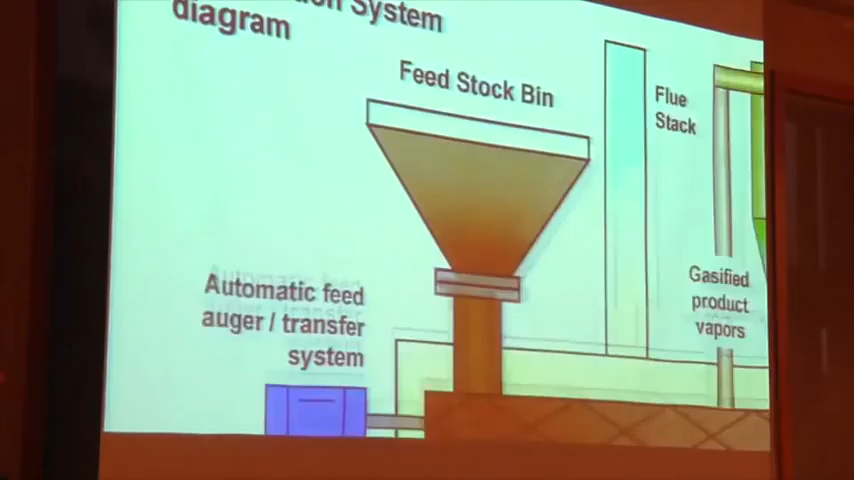 System
diagram
Feed Stock Bin
Flue
Stack
Automatic feed
auger / transfer
system
Gasified
product
vapors